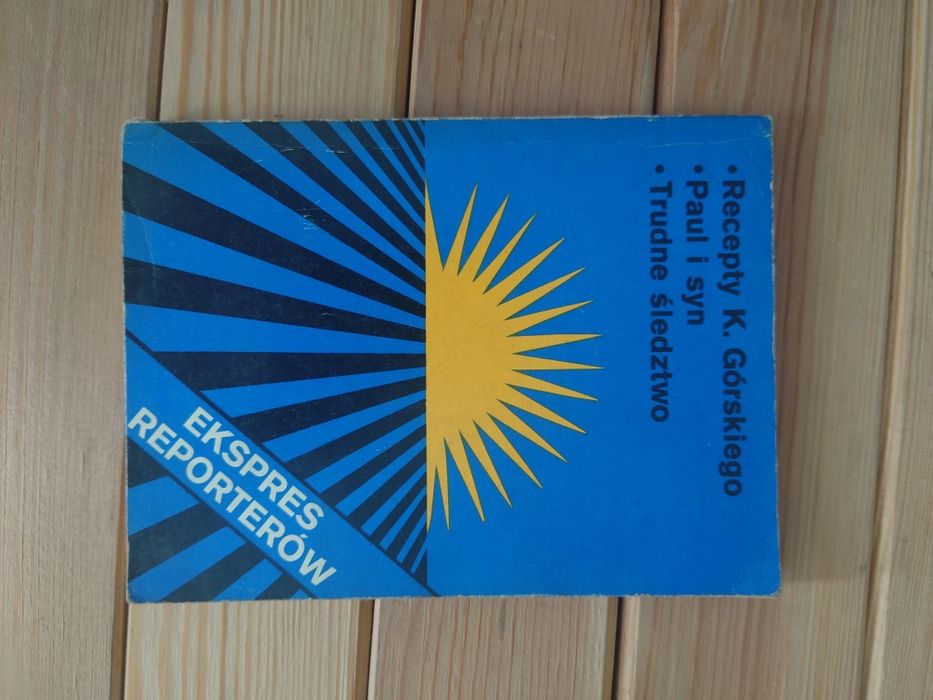 • Recepty K. Górskiego
• Paul i syn
• Trudne śledztwo
EKSPRES
REPORTERÓW